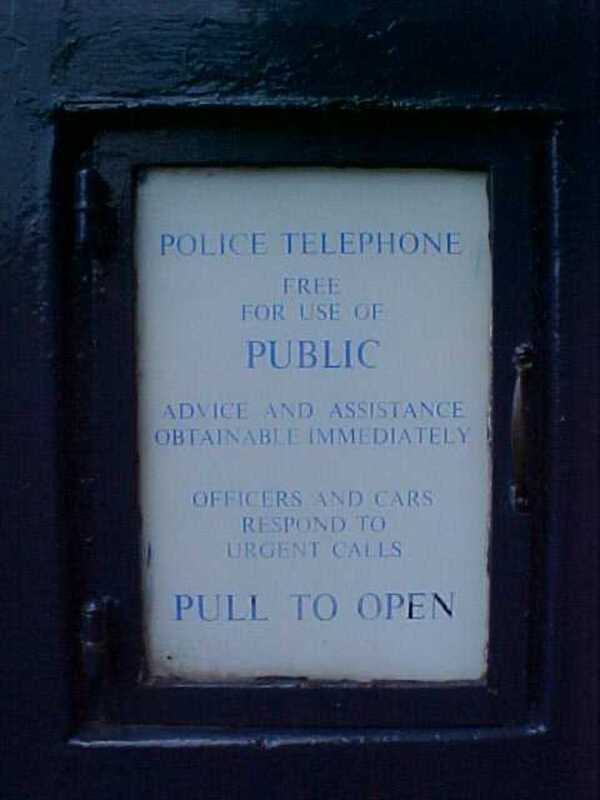 POLICE TELEPHONE
FREE
FOR USE OF
PUBLIC
ADVICE AND ASSISTANCE
OBTAINABLE IMMEDIATELY
OFFICERS AND CARS
RESPOND TO
URGENT CALLS
PULL TO OPEN